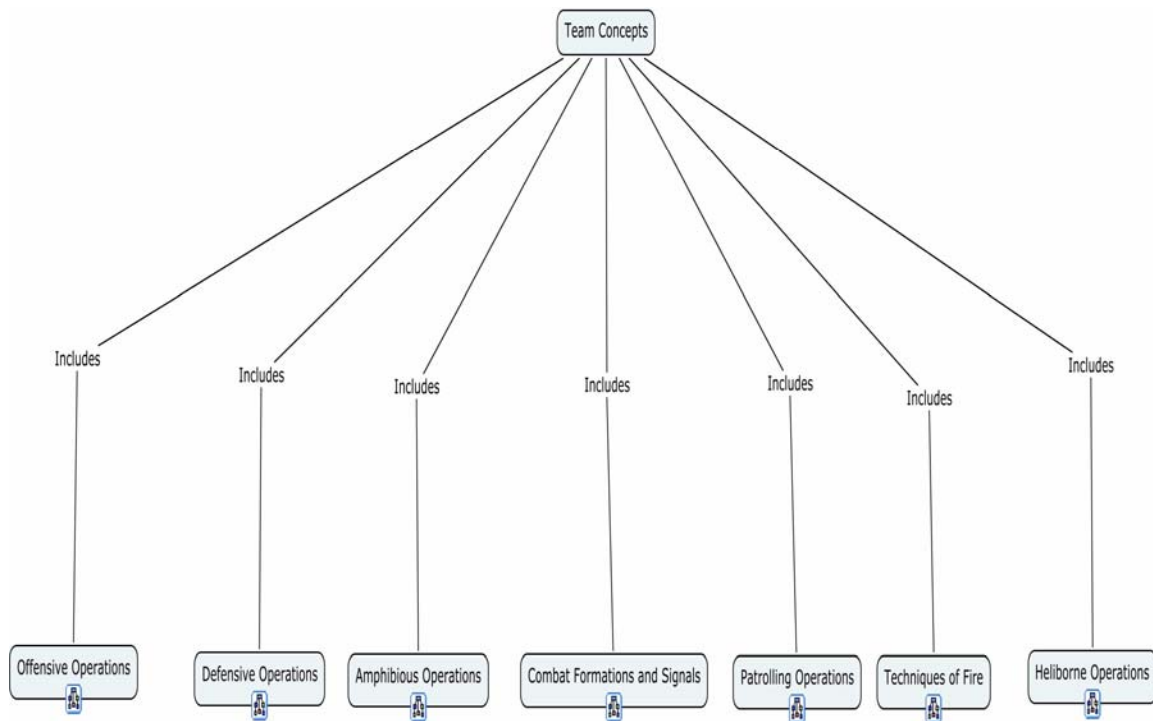 Team Concepts
Includes
Includes
Includes
Includes
Includes
Includes
Includes
Offensive Operations
Defensive Operations
Amphibious Operations
Combat Formations and Signals
Patrolling Operations
Techniques of Fire
Heliborne Operations